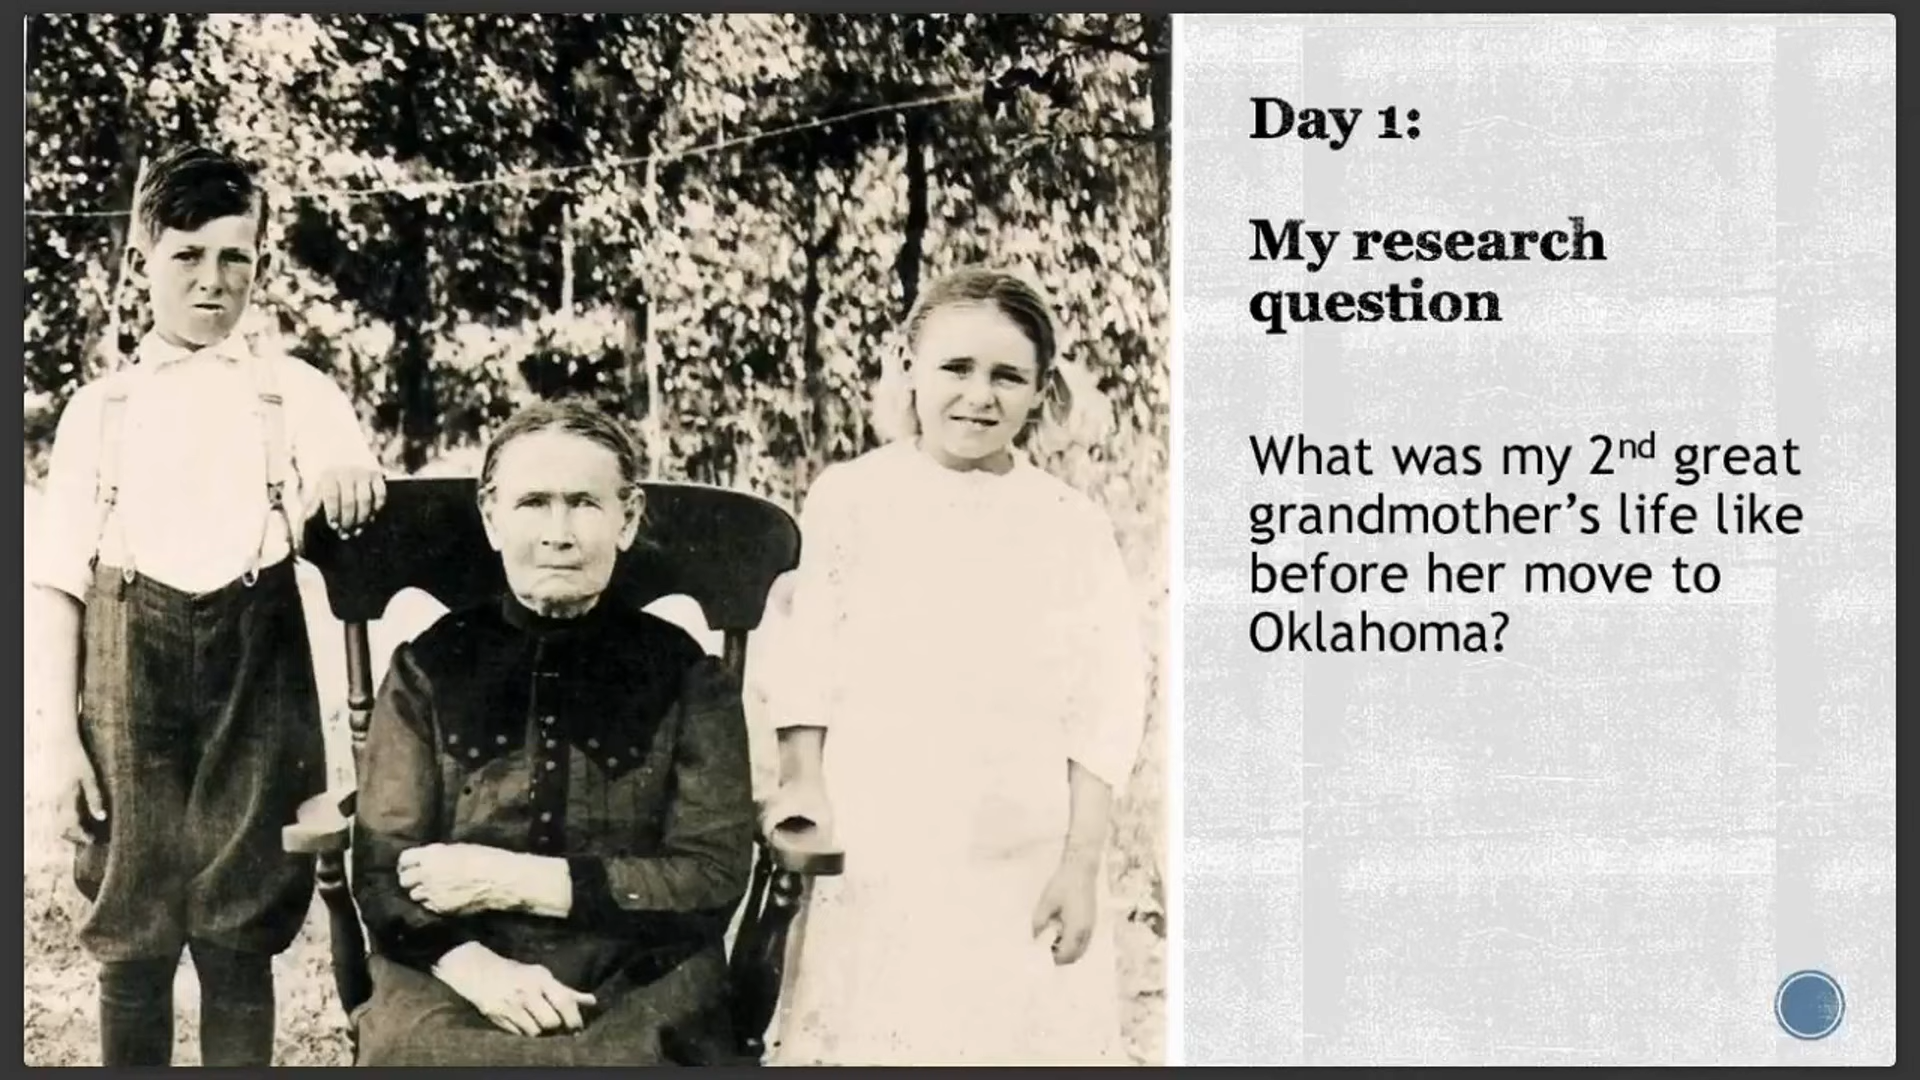 Day 1:
My research
question
What was my 2nd great
grandmother's life like
before her move to
Oklahoma?